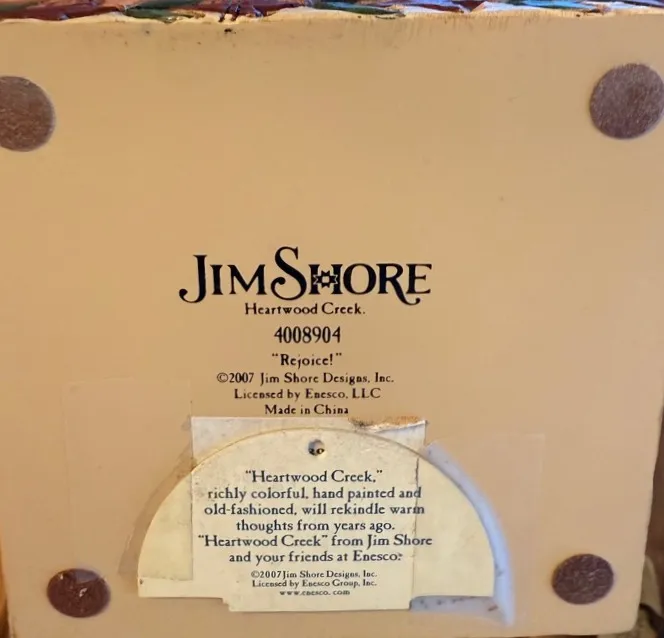 JIM SHORE
Heartwood Creek.
4008904
"Rejoice!"
©2007 Jim Shore Designs, Inc.
Licensed by Enesco, LLC
Made in China
"Heartwood Creek,"
richly colorful, hand painted and
old-fashioned, will rekindle warm
thoughts from years ago.
"Heartwood Creek" from Jim Shore
and your friends at Enesco.
©2007 Jim Shore Designs, Inc.
Licensed by Enesco Group, Inc.
www.enesco.com